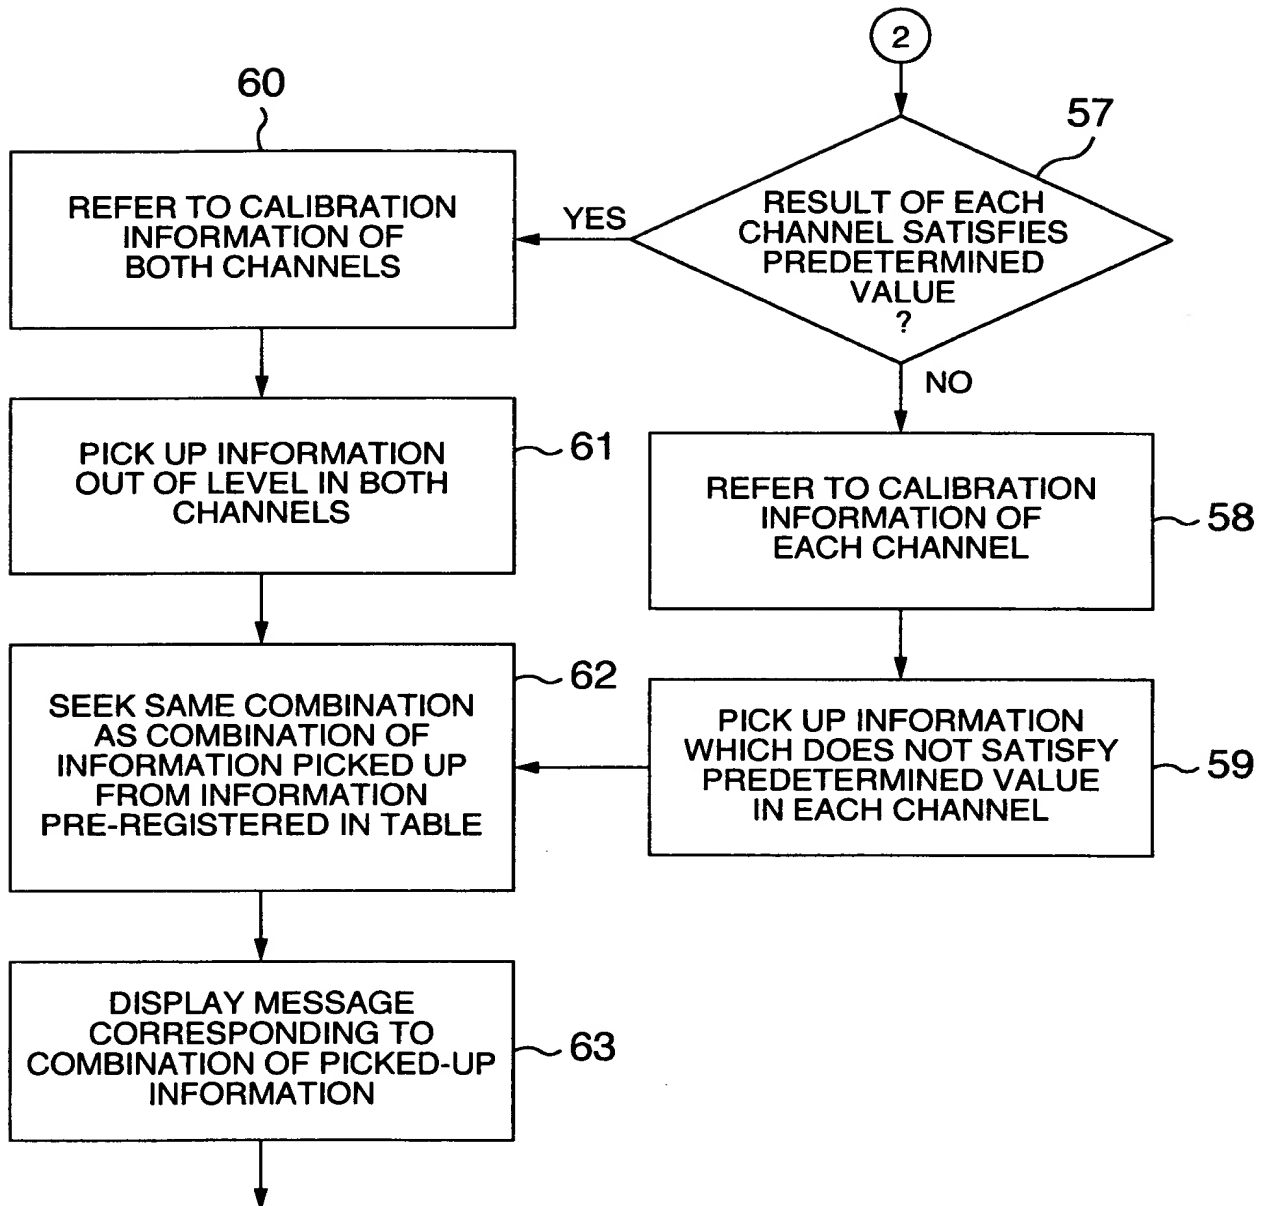 2
57
RESULT OF EACH
CHANNEL SATISFIES
PREDETERMINED
VALUE
?
YES
NO
60
REFER TO CALIBRATION
INFORMATION OF
BOTH CHANNELS
PICK UP INFORMATION
OUT OF LEVEL IN BOTH
CHANNELS
61
REFER TO CALIBRATION
INFORMATION OF
EACH CHANNEL
58
SEEK SAME COMBINATION
AS COMBINATION OF
INFORMATION PICKED UP
FROM INFORMATION
PRE-REGISTERED IN TABLE
62
PICK UP INFORMATION
WHICH DOES NOT SATISFY
PREDETERMINED VALUE
IN EACH CHANNEL
59
DISPLAY MESSAGE
CORRESPONDING TO
COMBINATION OF PICKED-UP
INFORMATION
63